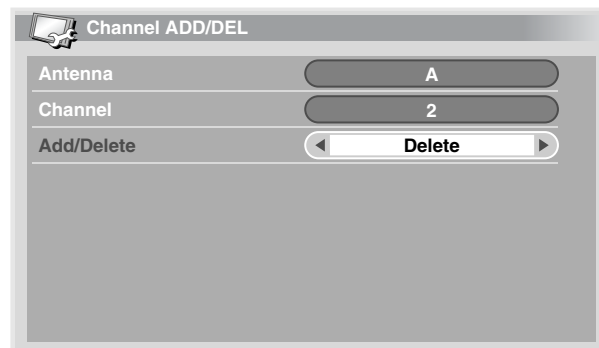 Channel ADD/DEL
Antenna A
Channel 2
Add/Delete Delete